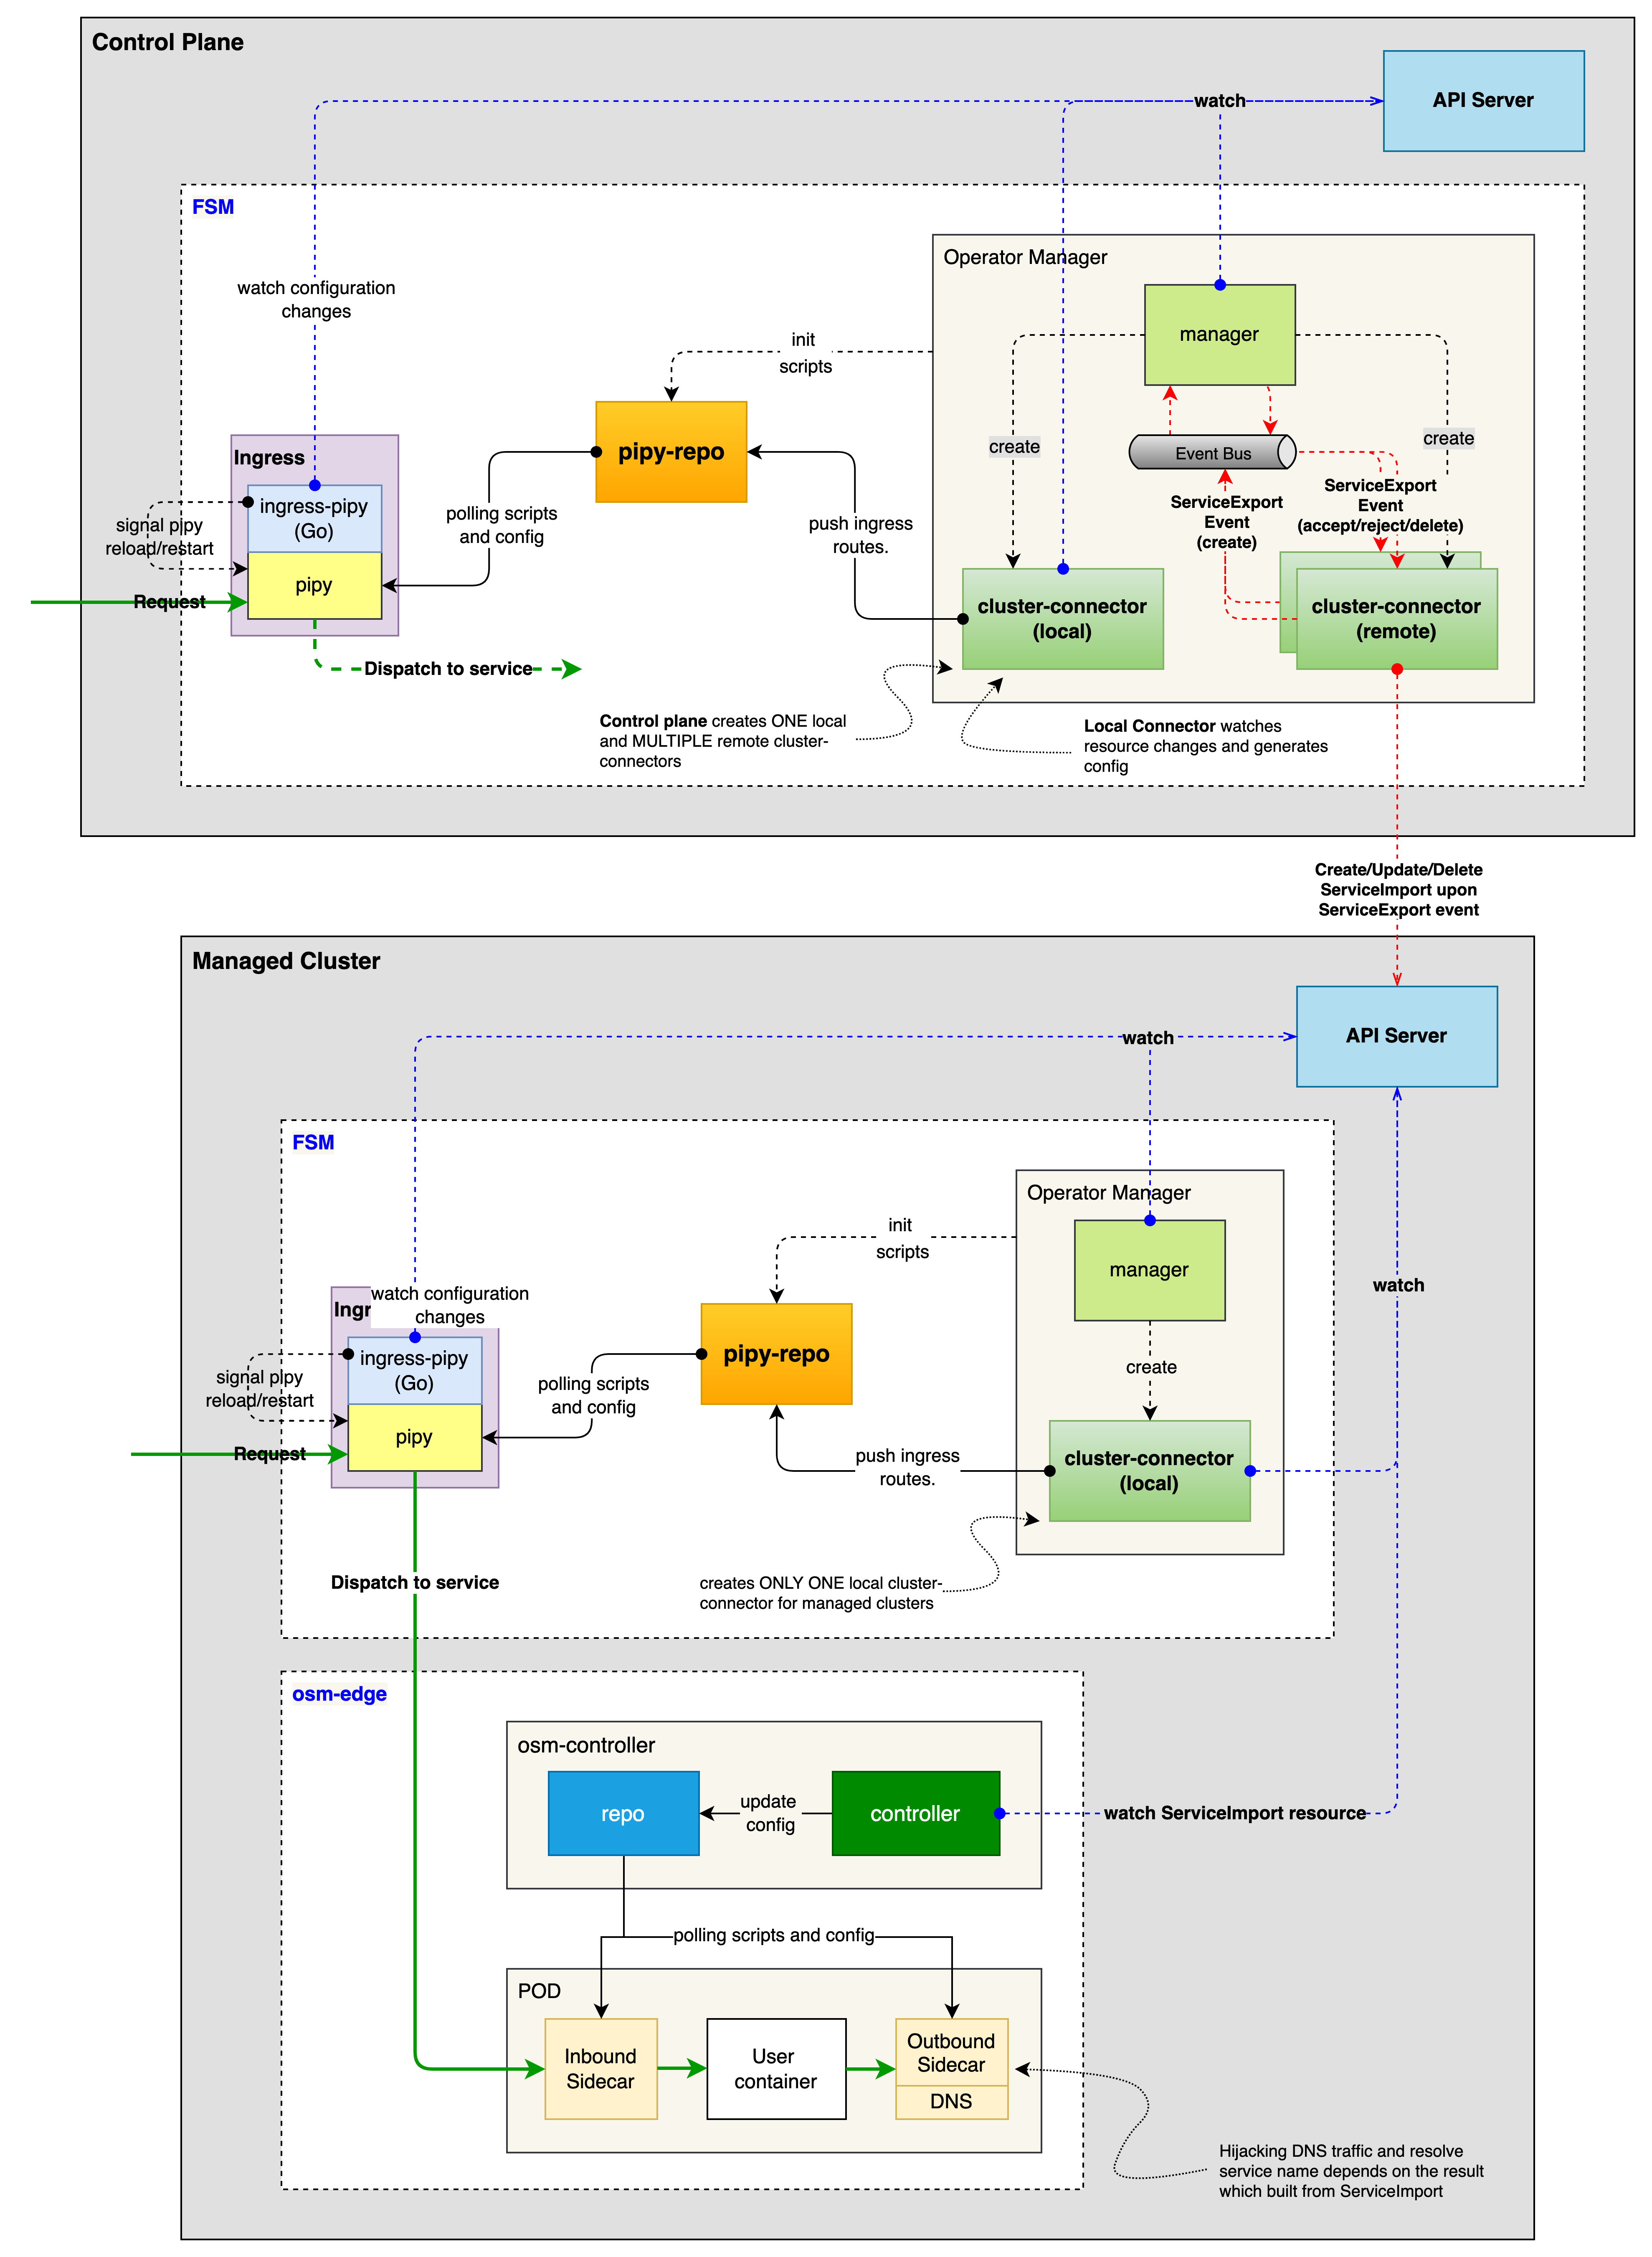 Control Plane
API Server
watch
FSM
Operator Manager
watch configuration
changes
manager
init
scripts
create
create
Event Bus
pipy-repo
Ingress
ingress-pipy
(Go)
signal pipy
reload/restart
pipy
Request
Dispatch to service
polling scripts
and config
push ingress
routes.
ServiceExport
Event
(create)
ServiceExport
Event
(accept/reject/delete)
cluster-connector
(local)
cluster-connector
(remote)
Control plane creates ONE local
and MULTIPLE remote cluster-
connectors
Local Connector watches
resource changes and generates
config
Create/Update/Delete
ServiceImport upon
ServiceExport event
Managed Cluster
API Server
watch
FSM
Operator Manager
manager
init
scripts
watch configuration
changes
Ingr
ingress-pipy
(Go)
signal pipy
reload/restart
pipy
Request
polling scripts
and config
pipy-repo
create
watch
push ingress
routes.
cluster-connector
(local)
creates ONLY ONE local cluster-
connector for managed clusters
Dispatch to service
osm-edge
osm-controller
repo
update
config
controller
watch ServiceImport resource
polling scripts and config
POD
Inbound
Sidecar
User
container
Outbound
Sidecar
DNS
Hijacking DNS traffic and resolve
service name depends on the result
which built from ServiceImport